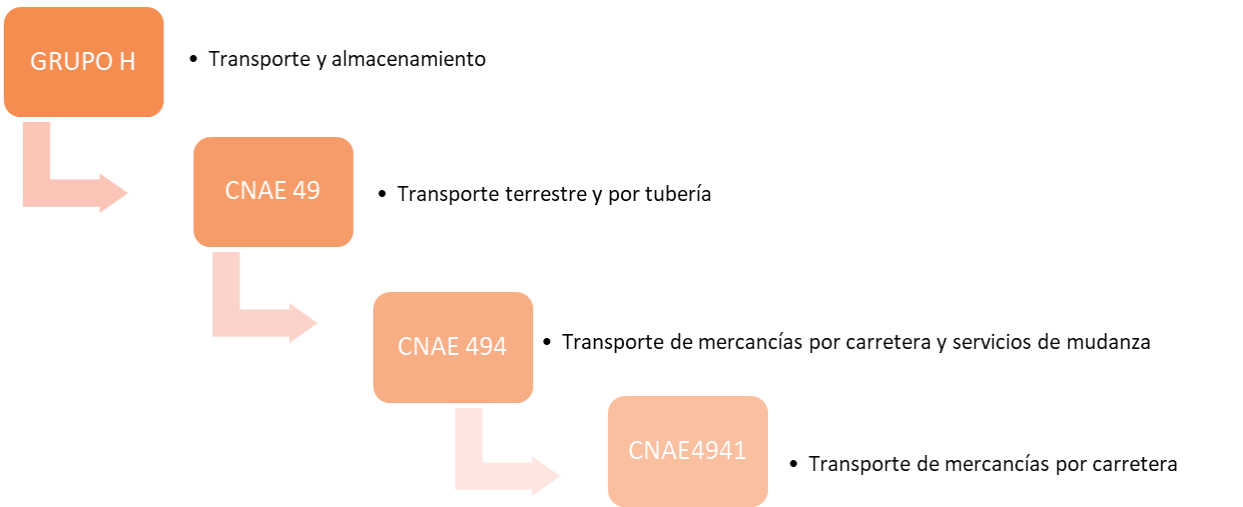 GRUPO H
• Transporte y almacenamiento
CNAE 49
• Transporte terrestre y por tubería
CNAE 494
• Transporte de mercancías por carretera y servicios de mudanza
CNAE4941
• Transporte de mercancías por carretera